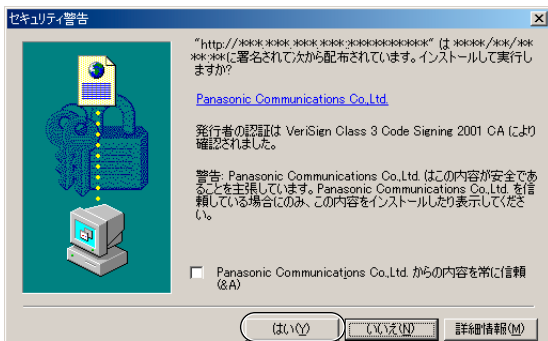 セキュリティ警告
"http://****.****.****.****:************" は *****/**/**
**:**に署名されて次から配布されています。インストールして実行し
ますか?
Panasonic Communications Co.,Ltd.
発行者の認証は VeriSign Class 3 Code Signing 2001 CA により
確認されました。
警告: Panasonic Communications Co.,Ltd. はこの内容が安全であ
ることを主張しています。Panasonic Communications Co.,Ltd. を信
頼している場合にのみ、この内容をインストールしたり表示してくださ
い。
Panasonic Communications Co.,Ltd. からの内容を常に信頼
(&A)
はい(Y) いいえ(N) 詳細情報(M)